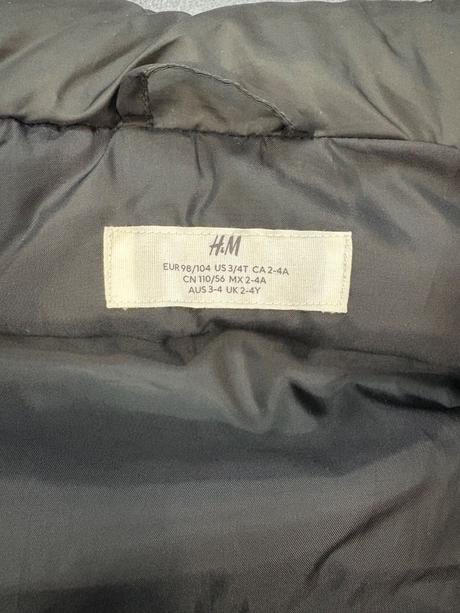 H&M
EUR 98/104 US 3/4T CA 2-4A
CN 110/56 MX 2-4A
AUS 3-4 UK 2-4Y